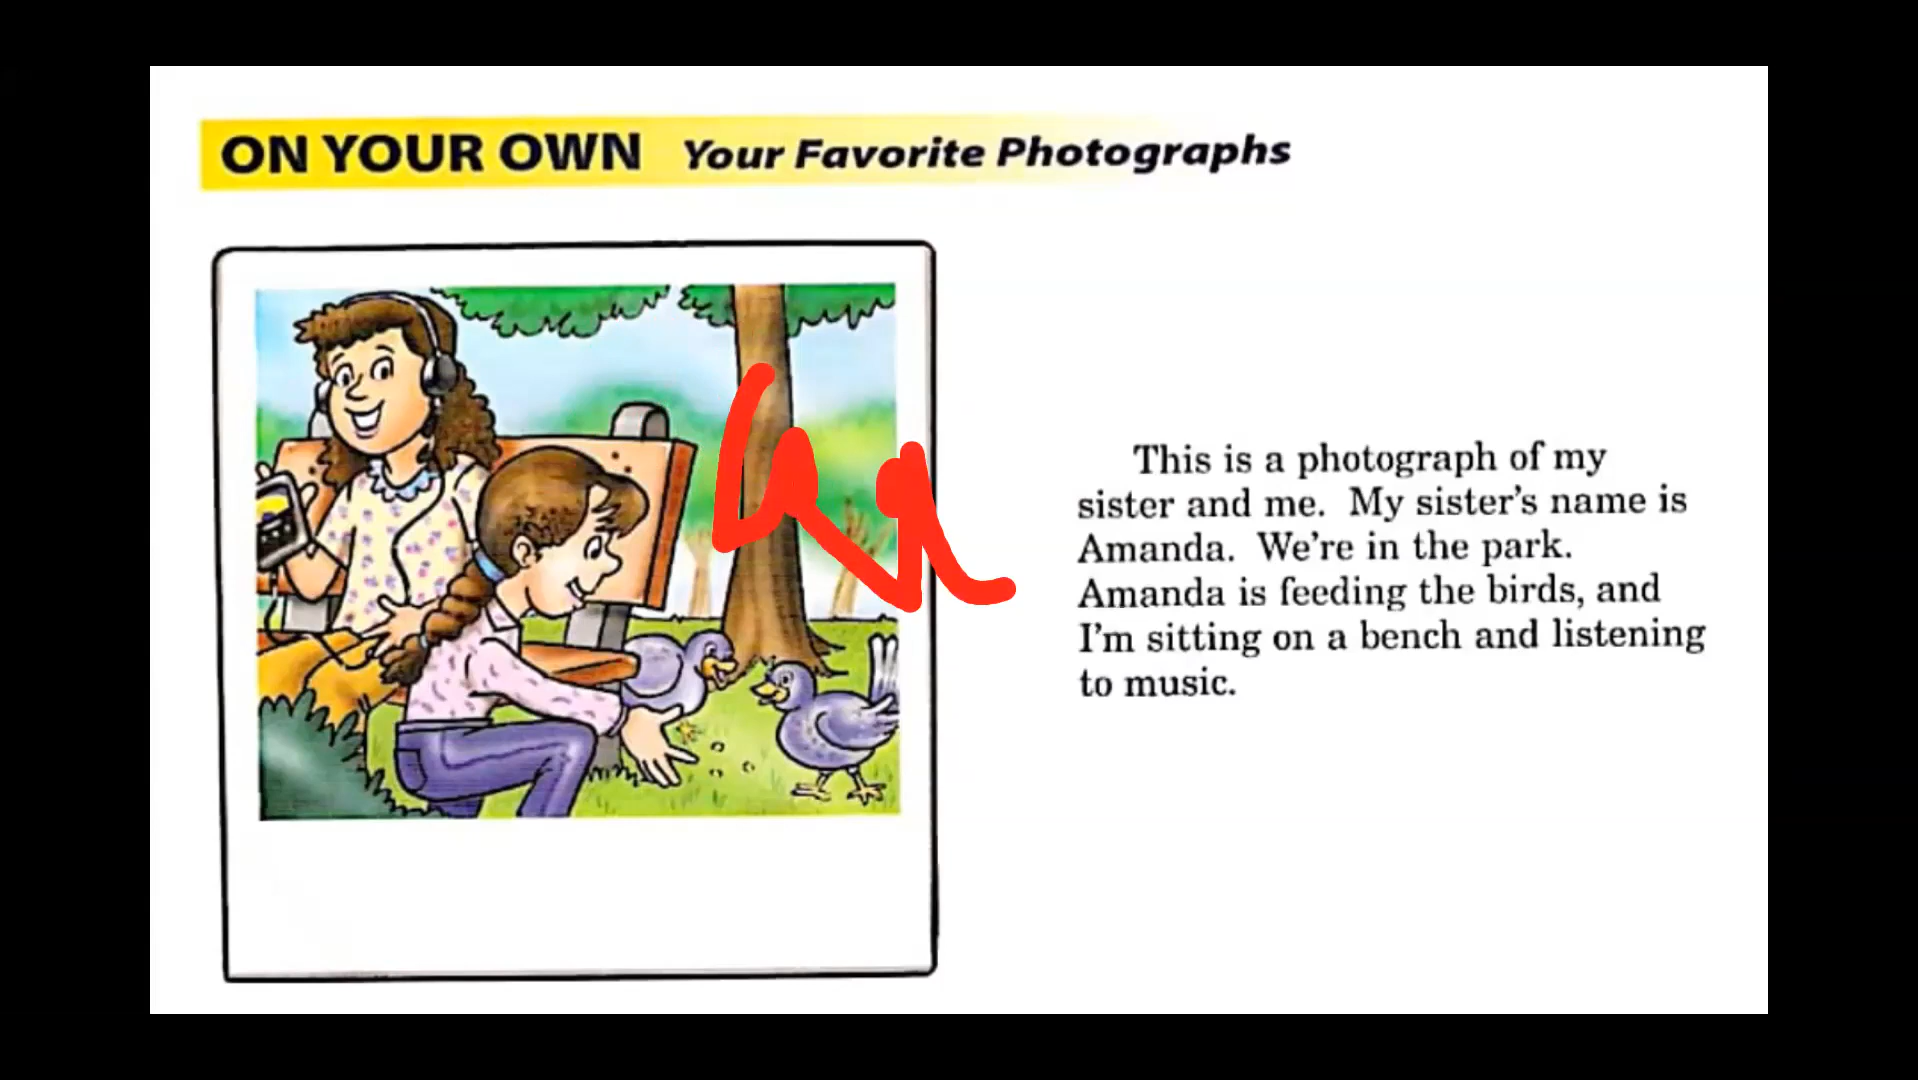 ON YOUR OWN Your Favorite Photographs
This is a photograph of my
sister and me. My sister's name is
Amanda. We're in the park.
Amanda is feeding the birds, and
I'm sitting on a bench and listening
to music.